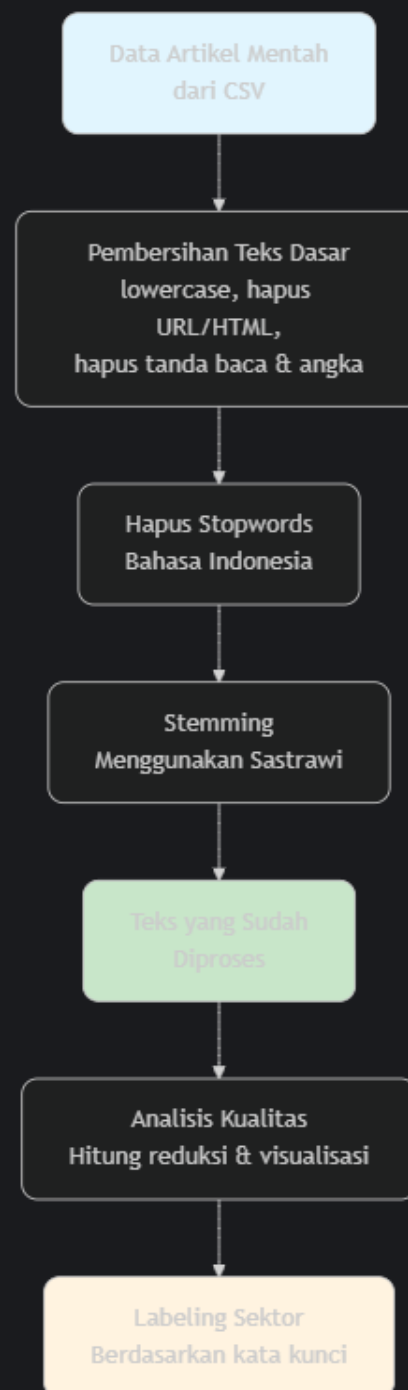 Data Artikel Mentah
dari CSV
Pembersihan Teks Dasar
lowercase, hapus
URL/HTML,
hapus tanda baca & angka
Hapus Stopwords
Bahasa Indonesia
Stemming
Menggunakan Sastrawi
Teks yang Sudah
Diproses
Analisis Kualitas
Hitung reduksi & visualisasi
Labeling Sektor
Berdasarkan kata kunci